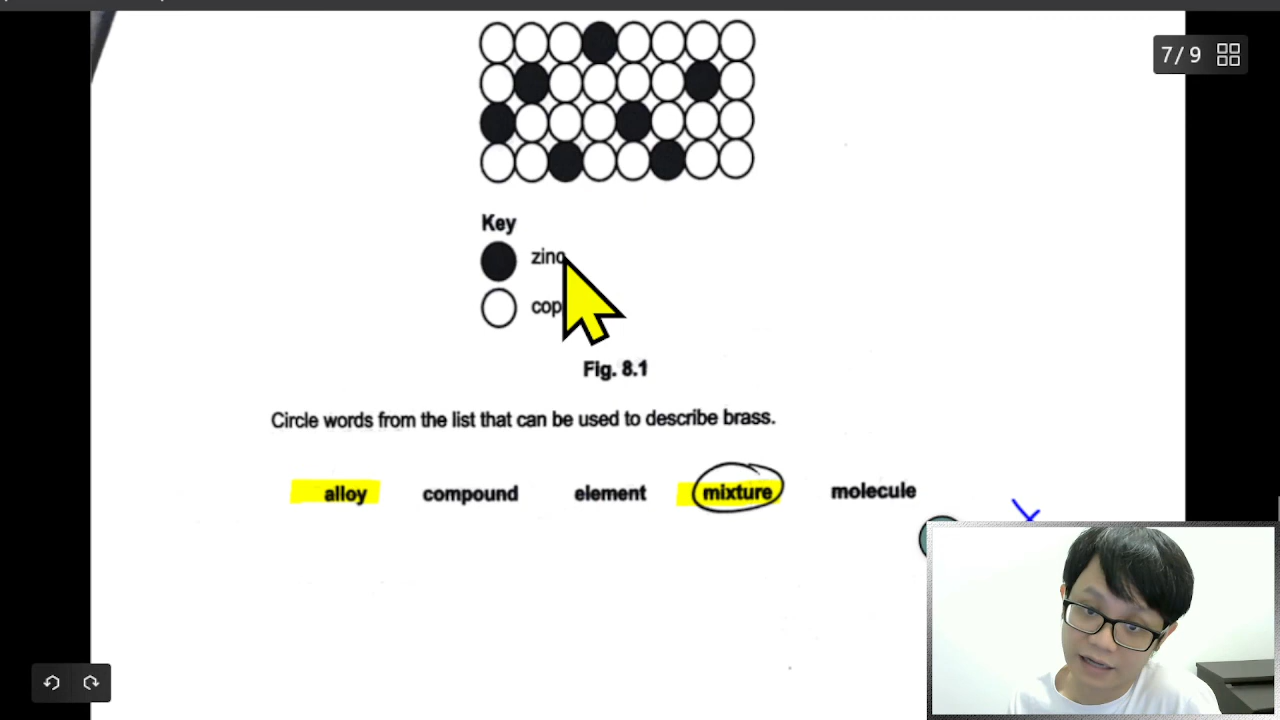 7/ 9
Key
zinc
Fig. 8.1
Circle words from the list that can be used to describe brass.
alloy compound element mixture molecule